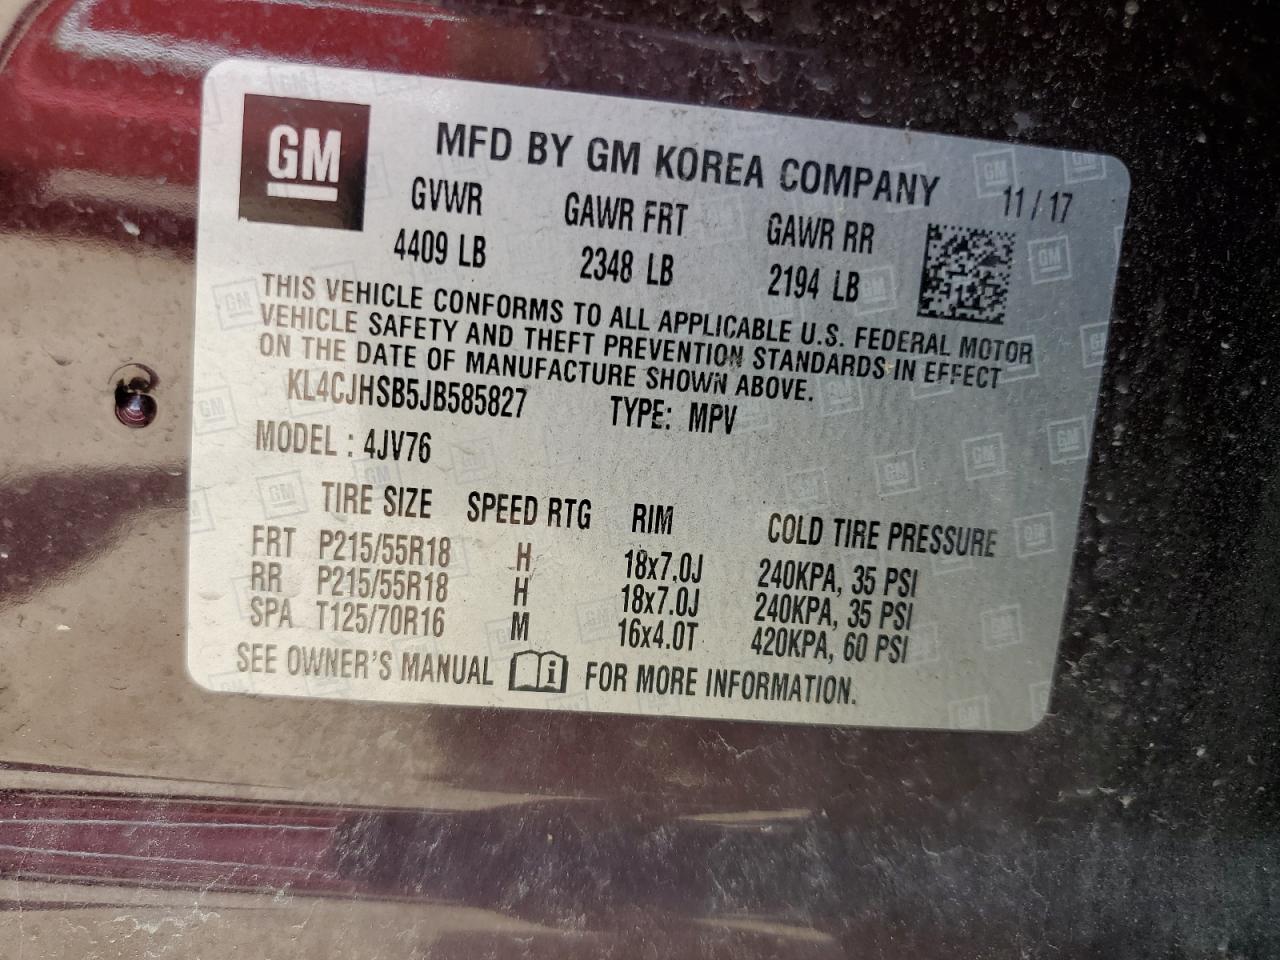 GM
MFD BY GM KOREA COMPANY 11/17
GVWR GAWR FRT GAWR RR
4409 LB 2348 LB 2194 LB
THIS VEHICLE CONFORMS TO ALL APPLICABLE U.S. FEDERAL MOTOR
VEHICLE SAFETY AND THEFT PREVENTION STANDARDS IN EFFECT
ON THE DATE OF MANUFACTURE SHOWN ABOVE.
KL4CJHSB5JB585827 TYPE: MPV
MODEL : 4JV76
TIRE SIZE SPEED RTG RIM COLD TIRE PRESSURE
FRT P215/55R18 H 18x7.0J 240KPA, 35 PSI
RR P215/55R18 H 18x7.0J 240KPA, 35 PSI
SPA T125/70R16 M 16x4.0T 420KPA, 60 PSI
SEE OWNER'S MANUAL i FOR MORE INFORMATION.